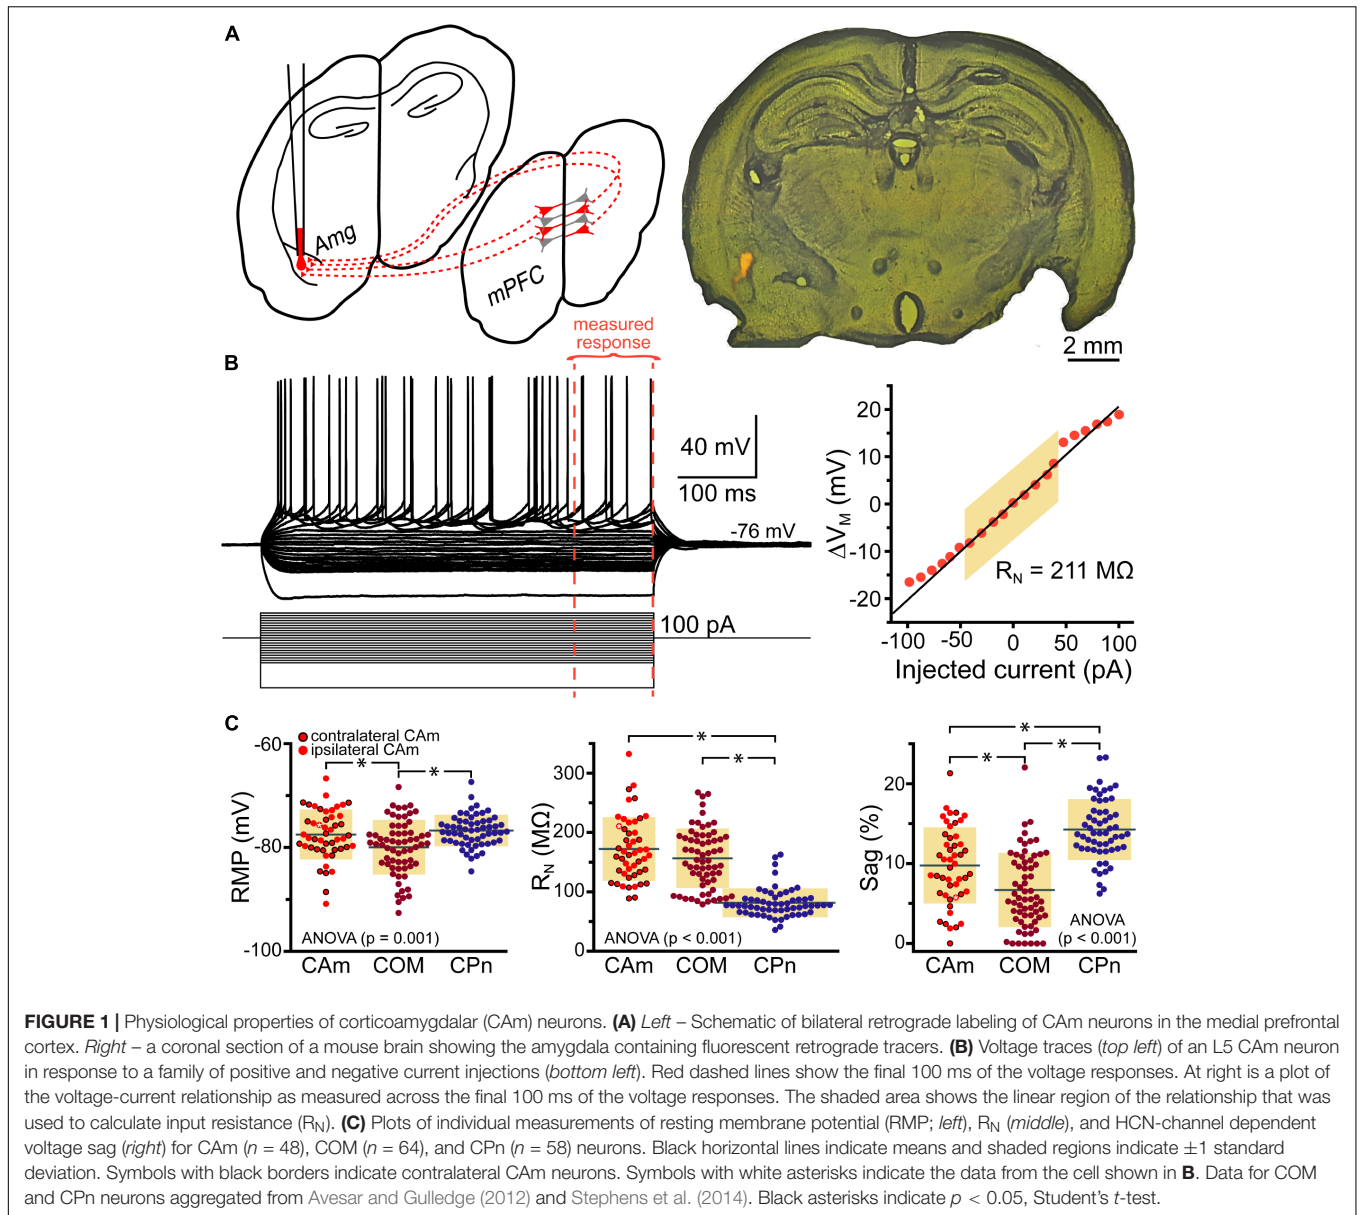 A
Amg
mPFC
2 mm
measured
response
B
40 mV
100 ms
-76 mV
100 pA
20
10
0
-10
-20
ΔVM (mV)
RN = 211 MΩ
-100 -50 0 50 100
Injected current (pA)
C
contralateral CAm
ipsilateral CAm
-60
-80
-100
RMP (mV)
* *
ANOVA (p = 0.001)
CAm COM CPn
300
200
100
0
RN (MΩ)
*
*
ANOVA (p < 0.001)
CAm COM CPn
20
10
0
Sag (%)
*
* *
ANOVA
(p < 0.001)
CAm COM CPn
FIGURE 1 | Physiological properties of corticoamygdalar (CAm) neurons. (A) Left – Schematic of bilateral retrograde labeling of CAm neurons in the medial prefrontal
cortex. Right – a coronal section of a mouse brain showing the amygdala containing fluorescent retrograde tracers. (B) Voltage traces (top left) of an L5 CAm neuron
in response to a family of positive and negative current injections (bottom left). Red dashed lines show the final 100 ms of the voltage responses. At right is a plot of
the voltage-current relationship as measured across the final 100 ms of the voltage responses. The shaded area shows the linear region of the relationship that was
used to calculate input resistance (RN). (C) Plots of individual measurements of resting membrane potential (RMP; left), RN (middle), and HCN-channel dependent
voltage sag (right) for CAm (n = 48), COM (n = 64), and CPn (n = 58) neurons. Black horizontal lines indicate means and shaded regions indicate ±1 standard
deviation. Symbols with black borders indicate contralateral CAm neurons. Symbols with white asterisks indicate the data from the cell shown in B. Data for COM
and CPn neurons aggregated from Avesar and Gulledge (2012) and Stephens et al. (2014). Black asterisks indicate p < 0.05, Student's t-test.